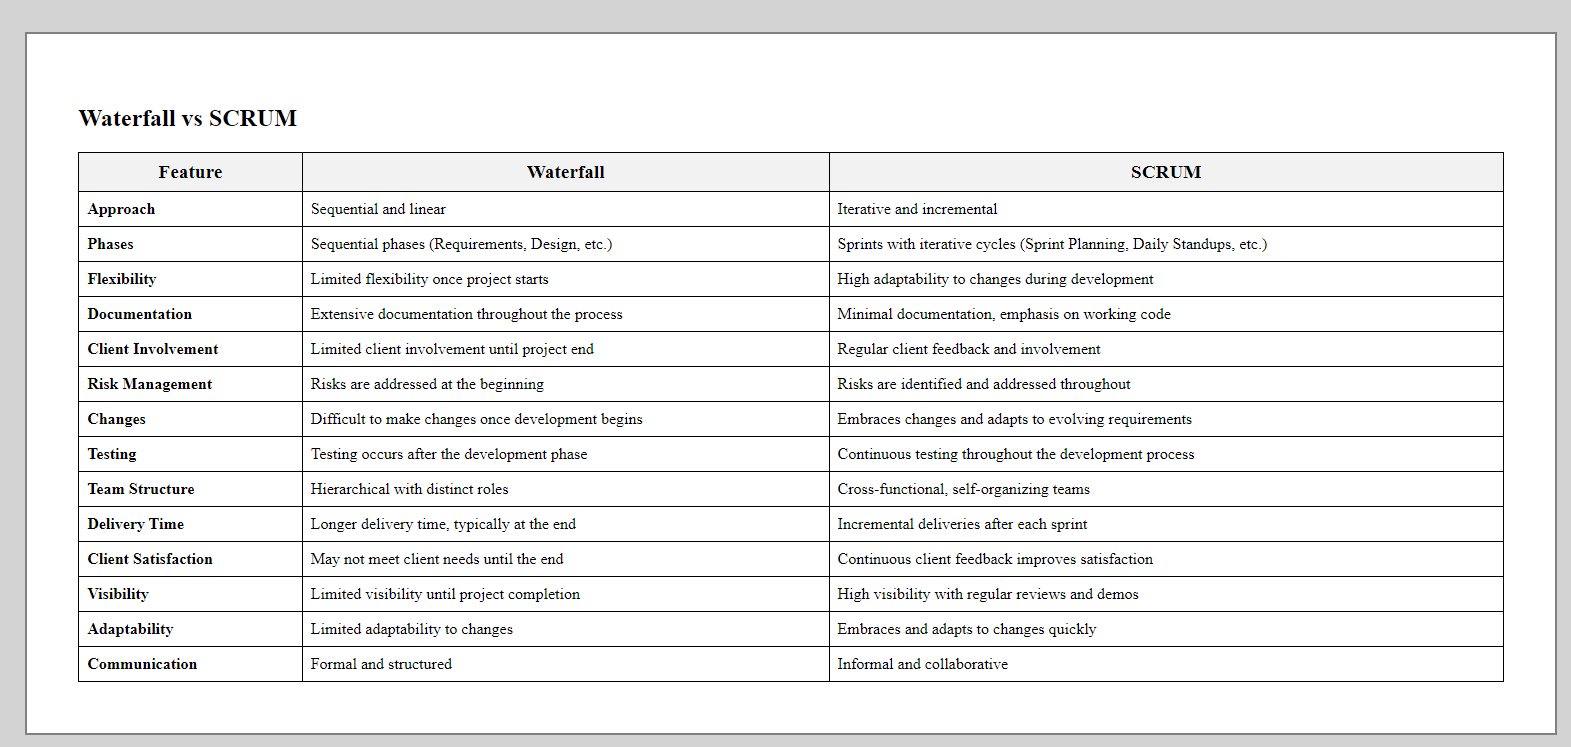 Waterfall vs SCRUM
Feature Waterfall SCRUM
Approach Sequential and linear Iterative and incremental
Phases Sequential phases (Requirements, Design, etc.) Sprints with iterative cycles (Sprint Planning, Daily Standups, etc.)
Flexibility Limited flexibility once project starts High adaptability to changes during development
Documentation Extensive documentation throughout the process Minimal documentation, emphasis on working code
Client Involvement Limited client involvement until project end Regular client feedback and involvement
Risk Management Risks are addressed at the beginning Risks are identified and addressed throughout
Changes Difficult to make changes once development begins Embraces changes and adapts to evolving requirements
Testing Testing occurs after the development phase Continuous testing throughout the development process
Team Structure Hierarchical with distinct roles Cross-functional, self-organizing teams
Delivery Time Longer delivery time, typically at the end Incremental deliveries after each sprint
Client Satisfaction May not meet client needs until the end Continuous client feedback improves satisfaction
Visibility Limited visibility until project completion High visibility with regular reviews and demos
Adaptability Limited adaptability to changes Embraces and adapts to changes quickly
Communication Formal and structured Informal and collaborative